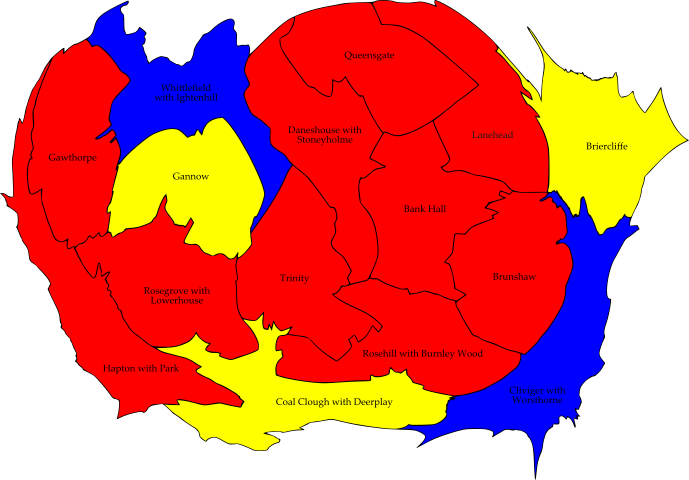 Queensgate
Whittlefield
with Ightenhill
Daneshouse with
Stoneyholme
Lanehead
Briercliffe
Gawthorpe
Gannow
Bank Hall
Trinity
Brunshaw
Rosegrove with
Lowerhouse
Rosehill with Burnley Wood
Hapton with Park
Cliviger with
Worsthorne
Coal Clough with Deerplay